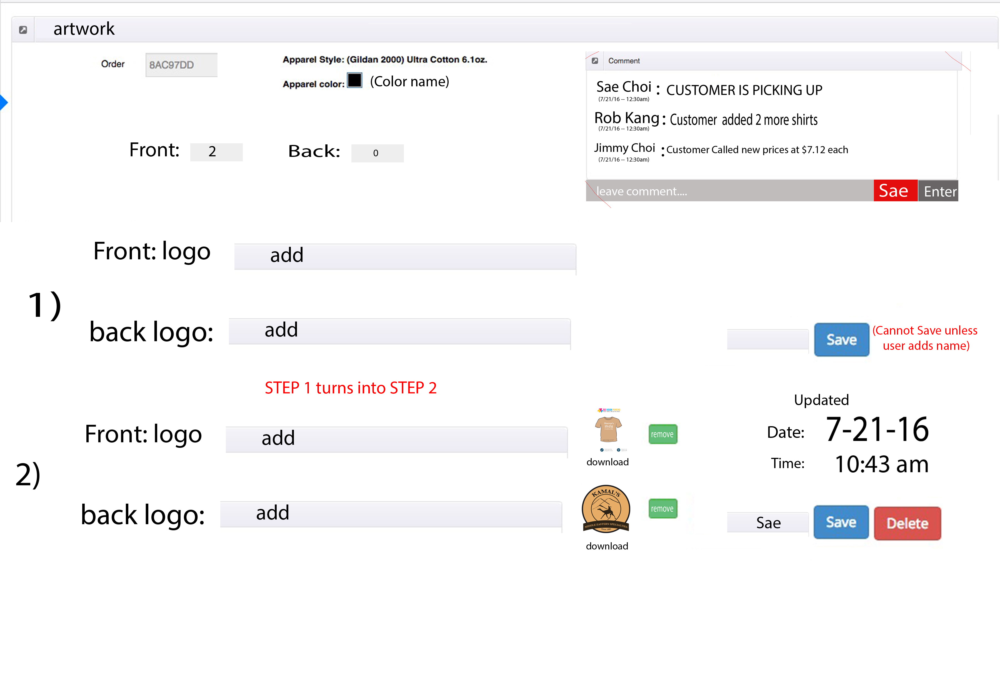 artwork
Order 8AC97DD
Apparel Style: (Gildan 2000) Ultra Cotton 6.1oz.
Apparel color: (Color name)
Front: 2 Back: 0
Comment
Sae Choi : CUSTOMER IS PICKING UP
(7/21/16 -- 12:30am)
Rob Kang : Customer added 2 more shirts
(7/21/16 -- 12:30am)
Jimmy Choi : Customer Called new prices at $7.12 each
(7/21/16 -- 12:30am)
leave comment.... Sae Enter
1)
Front: logo add
back logo: add
Save (Cannot Save unless
user adds name)
STEP 1 turns into STEP 2
2)
Front: logo add
TEE VISION PRINTING
download
remove
Updated
Date: 7-21-16
Time: 10:43 am
back logo: add
KAMAL'S
MIDDLE EASTERN SPECIALTIES
Since 1985
download
remove
Sae Save Delete